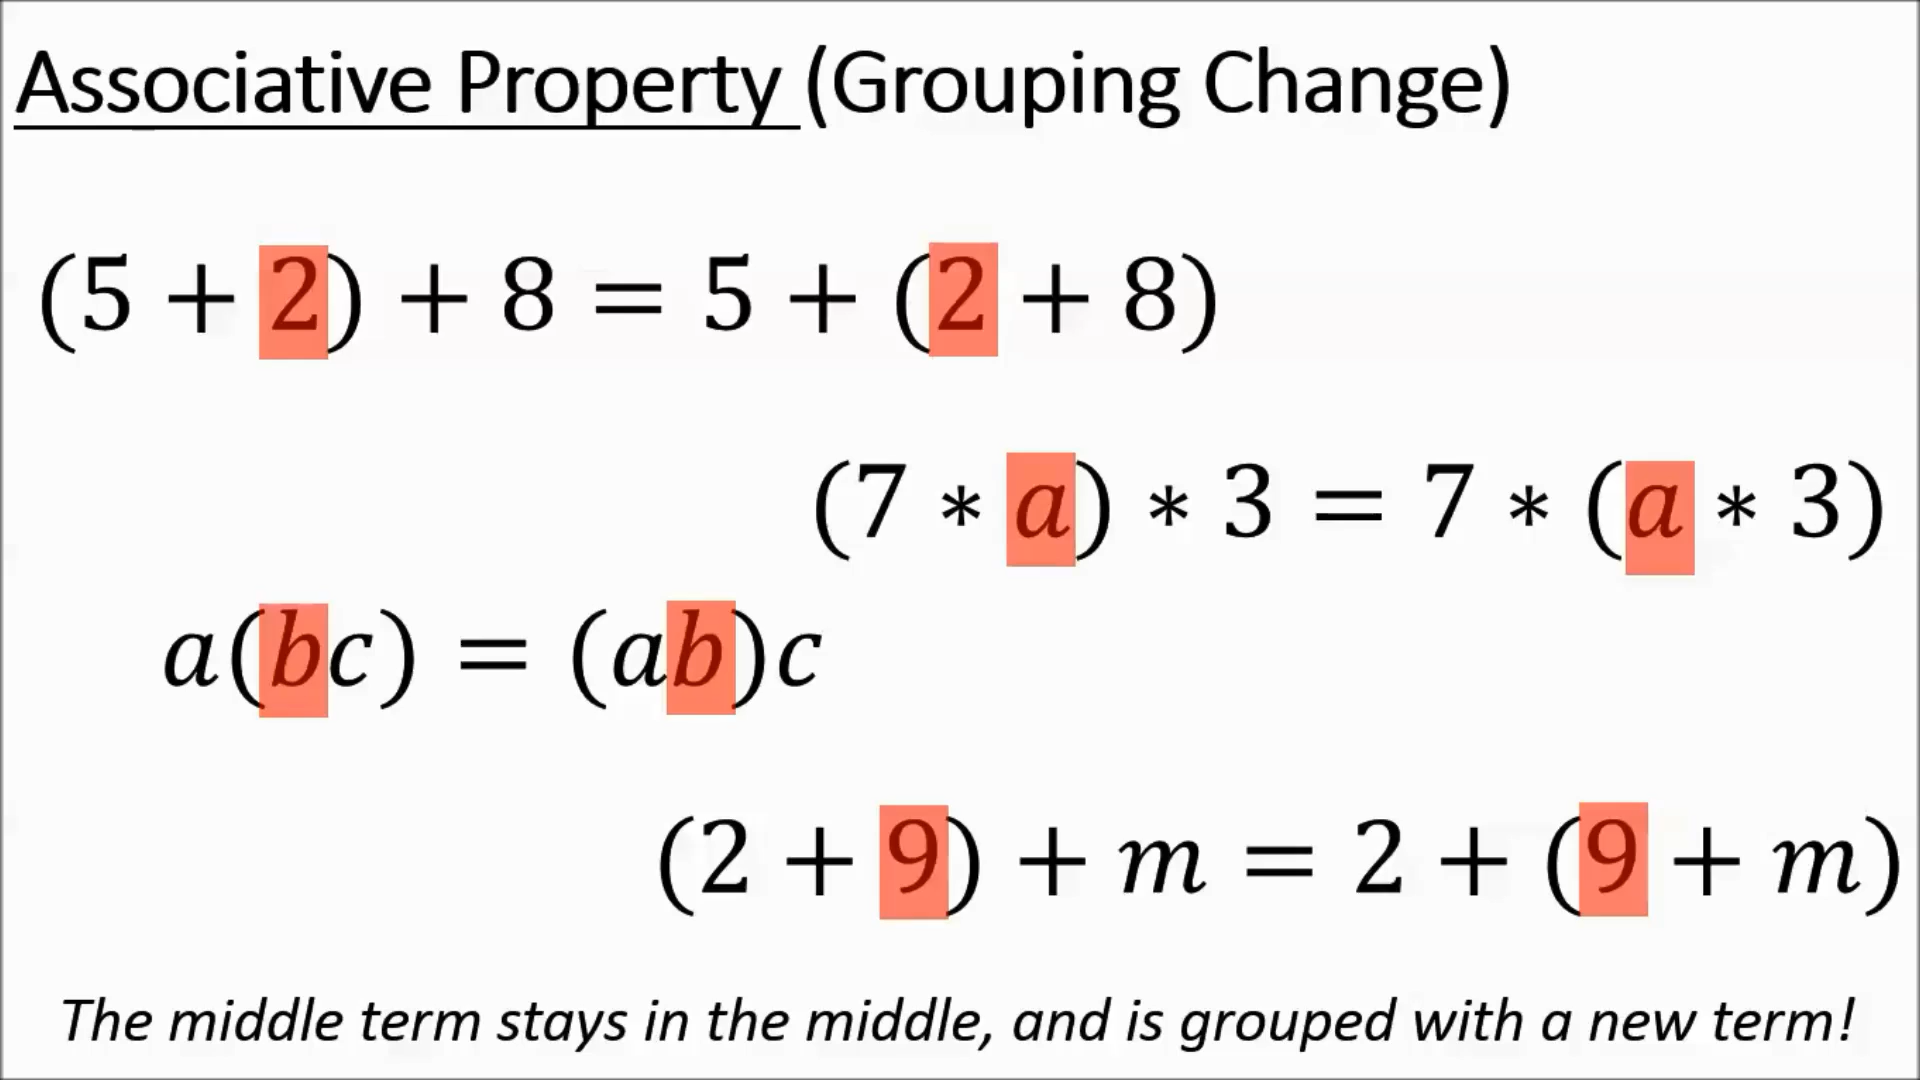 Associative Property (Grouping Change)
(5 + 2) + 8 = 5 + (2 + 8)
(7 * a) * 3 = 7 * (a * 3)
a(bc) = (ab)c
(2 + 9) + m = 2 + (9 + m)
The middle term stays in the middle, and is grouped with a new term!